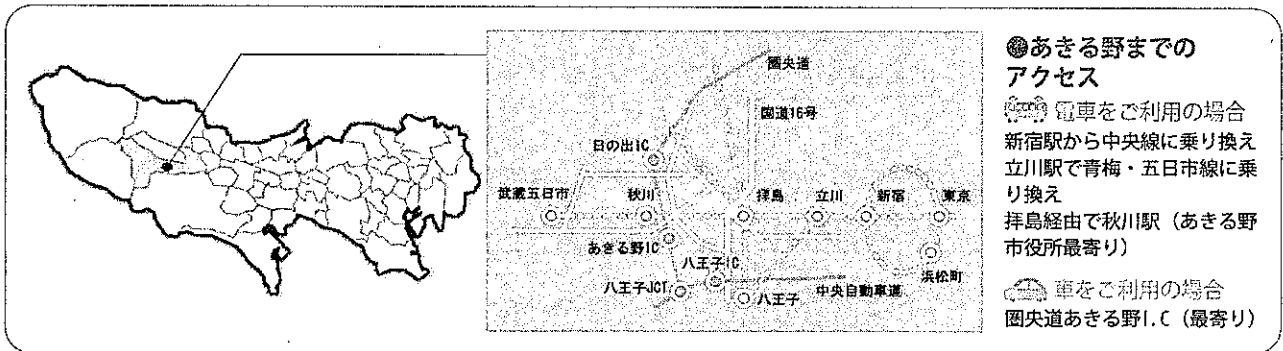 圏央道
国道16号
日の出IC
武蔵五日市
秋川
拝島
立川
新宿
東京
あきる野IC
八王子IC
浜松町
八王子JCT
八王子
中央自動車道
●あきる野までの
アクセス
電車をご利用の場合
新宿駅から中央線に乗り換え
立川駅で青梅・五日市線に乗
り換え
拝島経由で秋川駅（あきる野
市役所最寄り）
車をご利用の場合
圏央道あきる野I.C（最寄り）